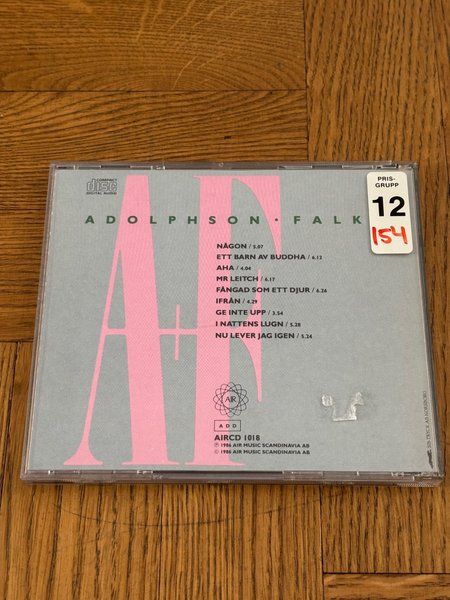 PRIS-
GRUPP
12
154
COMPACT
disc
DIGITAL AUDIO
A+F
ADOLPHSON · FALK
NÅGON / 5.07
ETT BARN AV BUDDHA / 6.12
AHA / 4.04
MR LEITCH / 6.17
FÅNGAD SOM ETT DJUR / 6.26
IFRÅN / 4.29
GE INTE UPP / 3.54
I NATTENS LUGN / 5.28
NU LEVER JAG IGEN / 5.24
AIR
ADD
AIRCD 1018
℗ 1986 AIR MUSIC SCANDINAVIA AB
© 1986 AIR MUSIC SCANDINAVIA AB